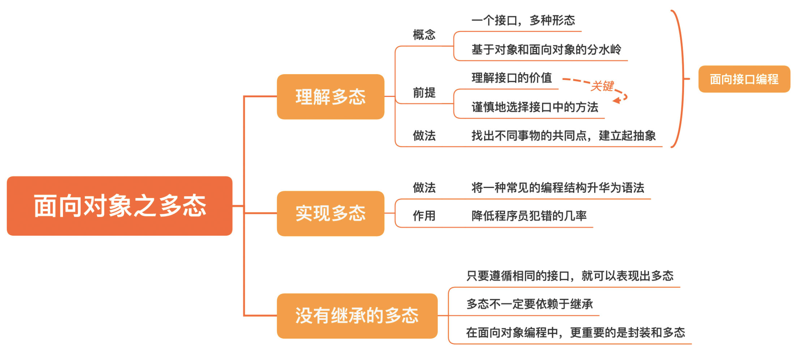 面向对象之多态
理解多态
概念
一个接口，多种形态
基于对象和面向对象的分水岭
前提
理解接口的价值
关键
谨慎地选择接口中的方法
做法
找出不同事物的共同点，建立起抽象
面向接口编程
实现多态
做法
将一种常见的编程结构升华为语法
作用
降低程序员犯错的几率
没有继承的多态
只要遵循相同的接口，就可以表现出多态
多态不一定要依赖于继承
在面向对象编程中，更重要的是封装和多态